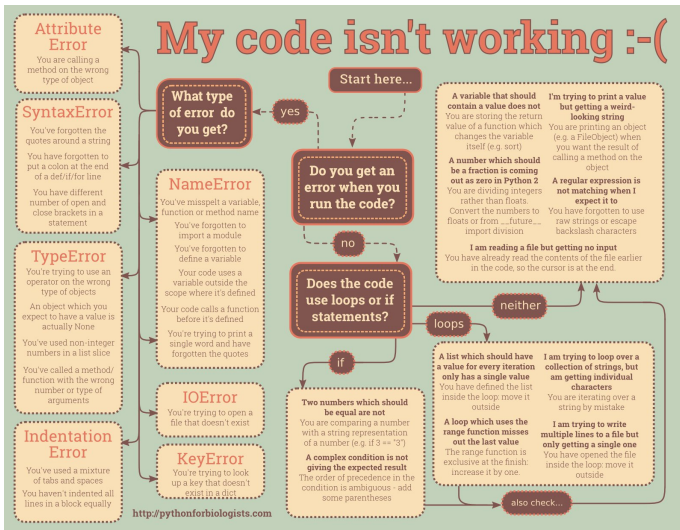 My code isn't working :-(
Start here...
Do you get an
error when you
run the code?
yes
What type
of error do
you get?
Attribute
Error
You are calling a
method on the wrong
type of object
SyntaxError
You've forgotten the
quotes around a string
You have forgotten to
put a colon at the end
of a def/if/for line
You have different
number of open and
close brackets in a
statement
TypeError
You're trying to use an
operator on the wrong
type of objects
An object which you
expect to have a value is
actually None
You've used non-integer
numbers in a list slice
You've called a method/
function with the wrong
number or type of
arguments
Indentation
Error
You've used a mixture
of tabs and spaces
You haven't indented all
lines in a block equally
NameError
You've misspelt a variable,
function or method name
You've forgotten to
import a module
You've forgotten to
define a variable
Your code uses a
variable outside the
scope where it's defined
Your code calls a function
before it's defined
You're trying to print a
single word and have
forgotten the quotes
IOError
You're trying to open a
file that doesn't exist
KeyError
You're trying to look
up a key that doesn't
exist in a dict
no
Does the code
use loops or if
statements?
neither
A variable that should
contain a value does not
You are storing the return
value of a function which
changes the variable
itself (e.g. sort)
A number which should
be a fraction is coming
out as zero in Python 2
You are dividing integers
rather than floats.
Convert the numbers to
floats or from __future__
import division
I'm trying to print a value
but getting a weird-
looking string
You are printing an object
(e.g. a FileObject) when
you want the result of
calling a method on the
object
A regular expression is
not matching when I
expect it to
You have forgotten to use
raw strings or escape
backslash characters
I am reading a file but getting no input
You have already read the contents of the file earlier
in the code, so the cursor is at the end.
loops
A list which should have
a value for every iteration
only has a single value
You have defined the list
inside the loop: move it
outside
A loop which uses the
range function misses
out the last value
The range function is
exclusive at the finish:
increase it by one.
I am trying to loop over a
collection of strings, but
am getting individual
characters
You are iterating over a
string by mistake
I am trying to write
multiple lines to a file but
only getting a single one
You have opened the file
inside the loop: move it
outside
if
Two numbers which should
be equal are not
You are comparing a number
with a string representation
of a number (e.g. if 3 == "3")
A complex condition is not
giving the expected result
The order of precedence in the
condition is ambiguous - add
some parentheses
also check...
http://pythonforbiologists.com